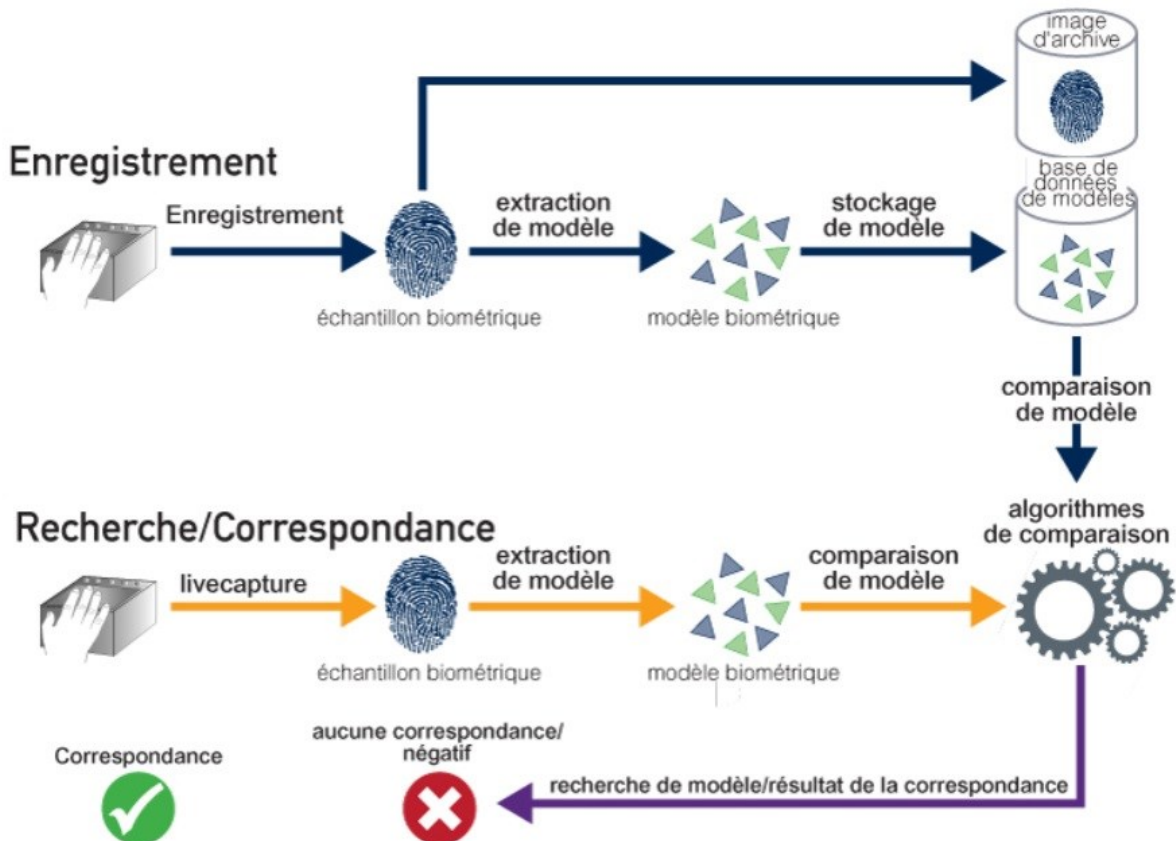 image
d'archive
Enregistrement
base de
données
de modèles
Enregistrement
extraction
de modèle
stockage
de modèle
échantillon biométrique
modèle biométrique
comparaison
de modèle
Recherche/Correspondance
algorithmes
de comparaison
livecapture
extraction
de modèle
comparaison
de modèle
échantillon biométrique
modèle biométrique
Correspondance
aucune correspondance/
négatif
recherche de modèle/résultat de la correspondance